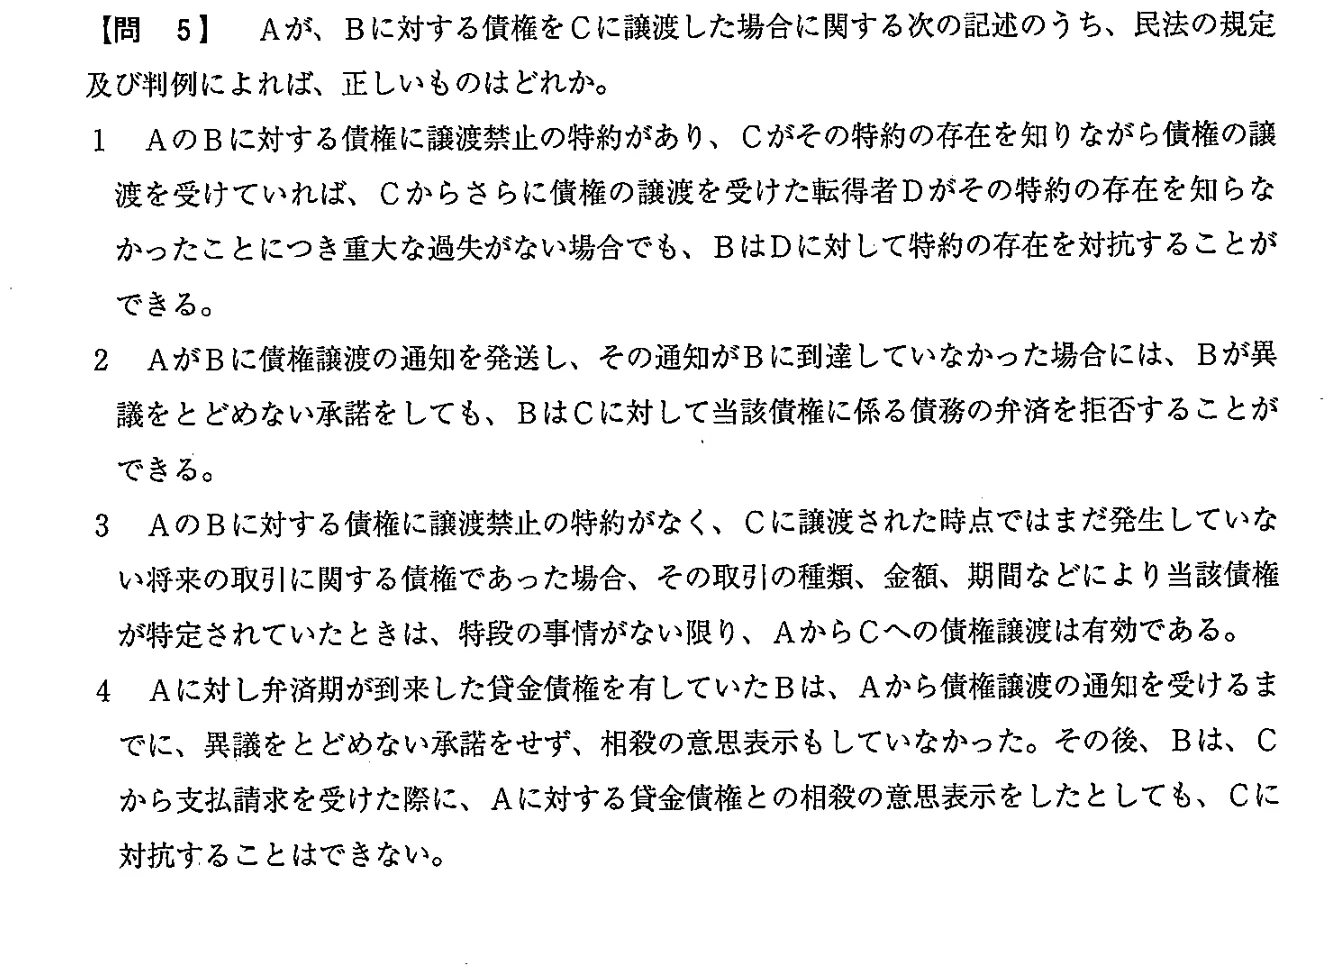 【問　5】　Aが、Bに対する債権をCに譲渡した場合に関する次の記述のうち、民法の規定
及び判例によれば、正しいものはどれか。
1　AのBに対する債権に譲渡禁止の特約があり、Cがその特約の存在を知りながら債権の譲
渡を受けていれば、Cからさらに債権の譲渡を受けた転得者Dがその特約の存在を知らな
かったことにつき重大な過失がない場合でも、BはDに対して特約の存在を対抗することが
できる。
2　AがBに債権譲渡の通知を発送し、その通知がBに到達していなかった場合には、Bが異
議をとどめない承諾をしても、BはCに対して当該債権に係る債務の弁済を拒否することが
できる。
3　AのBに対する債権に譲渡禁止の特約がなく、Cに譲渡された時点ではまだ発生していな
い将来の取引に関する債権であった場合、その取引の種類、金額、期間などにより当該債権
が特定されていたときは、特段の事情がない限り、AからCへの債権譲渡は有効である。
4　Aに対し弁済期が到来した貸金債権を有していたBは、Aから債権譲渡の通知を受けるま
でに、異議をとどめない承諾をせず、相殺の意思表示もしていなかった。その後、Bは、C
から支払請求を受けた際に、Aに対する貸金債権との相殺の意思表示をしたとしても、Cに
対抗することはできない。